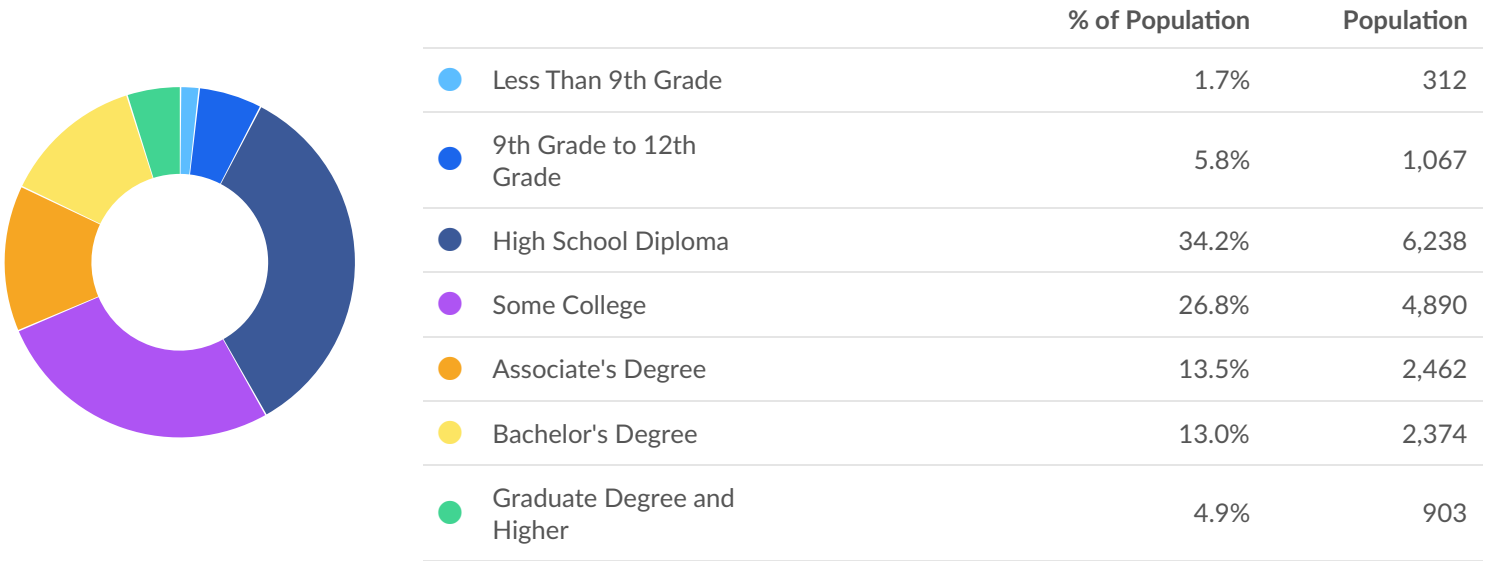 % of Population Population
Less Than 9th Grade 1.7% 312
9th Grade to 12th
Grade 5.8% 1,067
High School Diploma 34.2% 6,238
Some College 26.8% 4,890
Associate's Degree 13.5% 2,462
Bachelor's Degree 13.0% 2,374
Graduate Degree and
Higher 4.9% 903